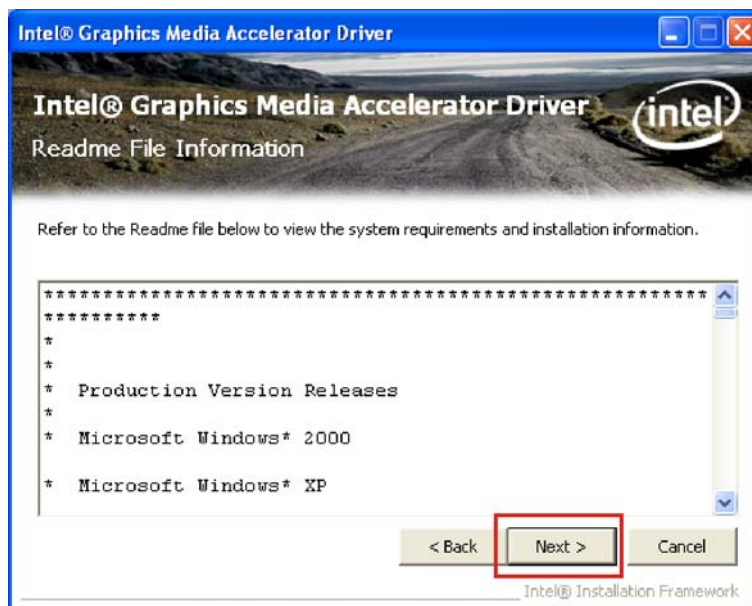 Intel® Graphics Media Accelerator Driver
Intel® Graphics Media Accelerator Driver
intel
Readme File Information
Refer to the Readme file below to view the system requirements and installation information.
********************************************************
**********
*
*
* Production Version Releases
*
* Microsoft Windows* 2000
* Microsoft Windows* XP
< Back Next > Cancel
Intel® Installation Framework